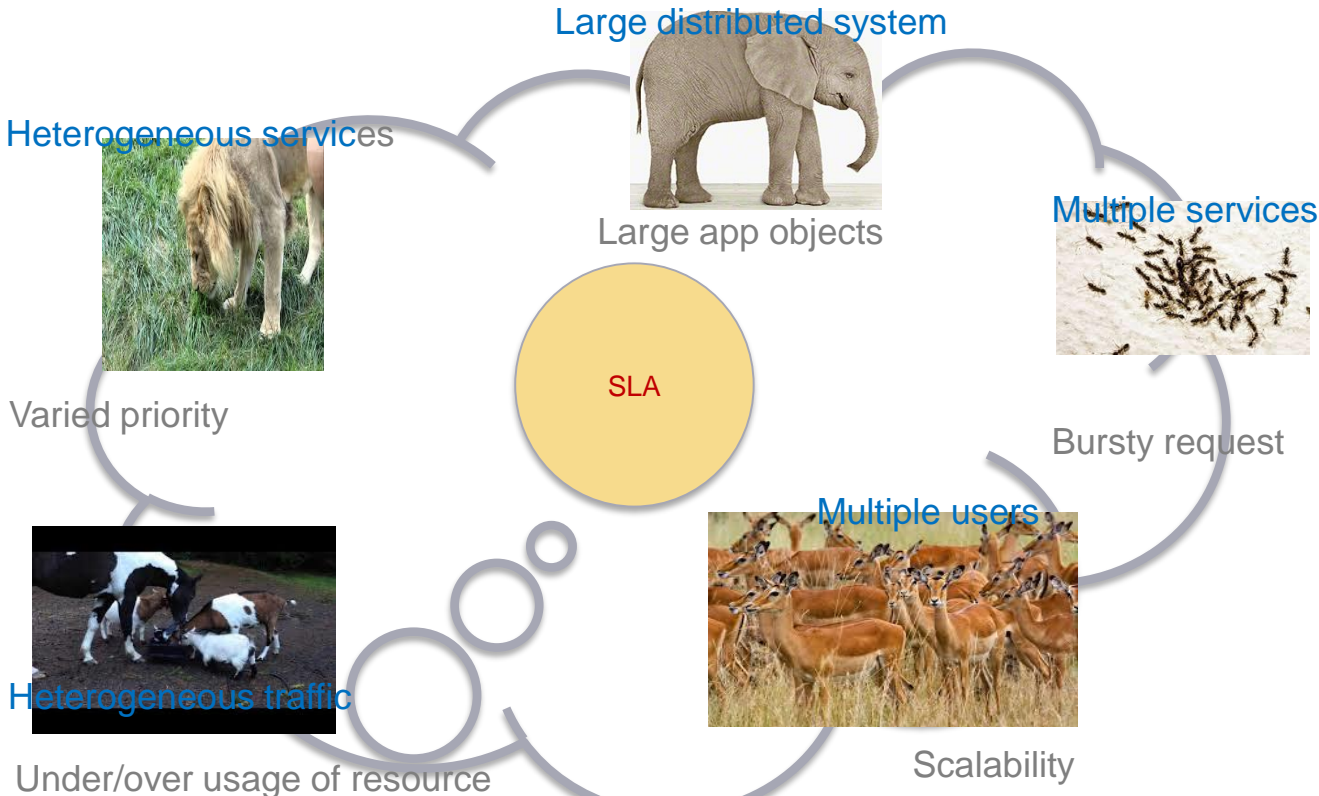 Large distributed system
Heterogeneous services
Large app objects
Multiple services
SLA
Varied priority
Bursty request
Multiple users
Heterogeneous traffic
Scalability
Under/over usage of resource